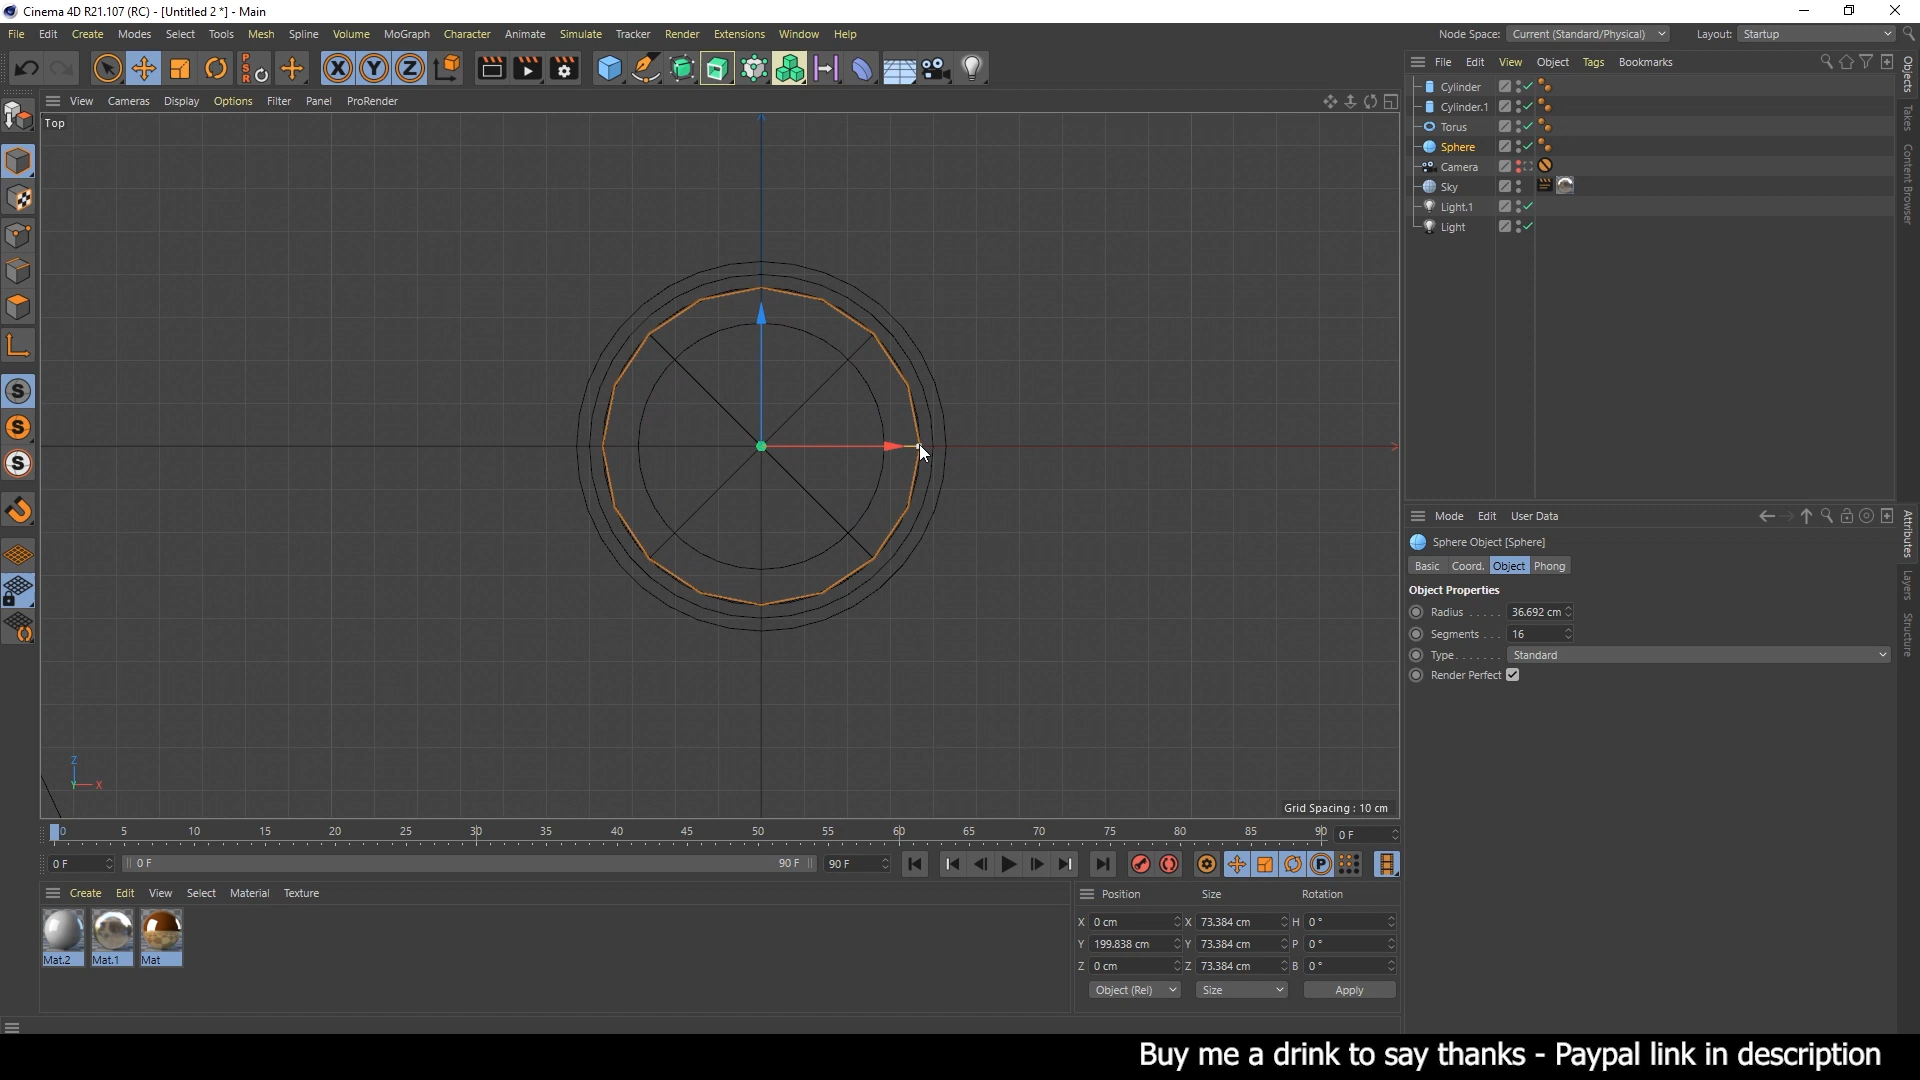 Cinema 4D R21.107 (RC) - [Untitled 2 *] - Main
File Edit Create Modes Select Tools Mesh Spline Volume MoGraph Character Animate Simulate Tracker Render Extensions Window Help
Node Space: Current (Standard/Physical) Layout: Startup
P
S
R
X Y Z
File Edit View Object Tags Bookmarks
View Cameras Display Options Filter Panel ProRender
Top
Cylinder
Cylinder.1
Torus
Sphere
Camera
Sky
Light.1
Light
Objects
Takes
Content Browser
S
S
S
Mode Edit User Data
Sphere Object [Sphere]
Basic Coord. Object Phong
Object Properties
Radius . . . . . 36.692 cm
Segments . . . 16
Type. . . . . . . Standard
Render Perfect
Attributes
Layers
Structure
Z
Y X
Grid Spacing : 10 cm
0 5 10 15 20 25 30 35 40 45 50 55 60 65 70 75 80 85 90 0 F
0 F 0 F 90 F 90 F
P
Create Edit View Select Material Texture
Mat.2 Mat.1 Mat
Position Size Rotation
X 0 cm X 73.384 cm H 0 °
Y 199.838 cm Y 73.384 cm P 0 °
Z 0 cm Z 73.384 cm B 0 °
Object (Rel) Size Apply
Buy me a drink to say thanks - Paypal link in description